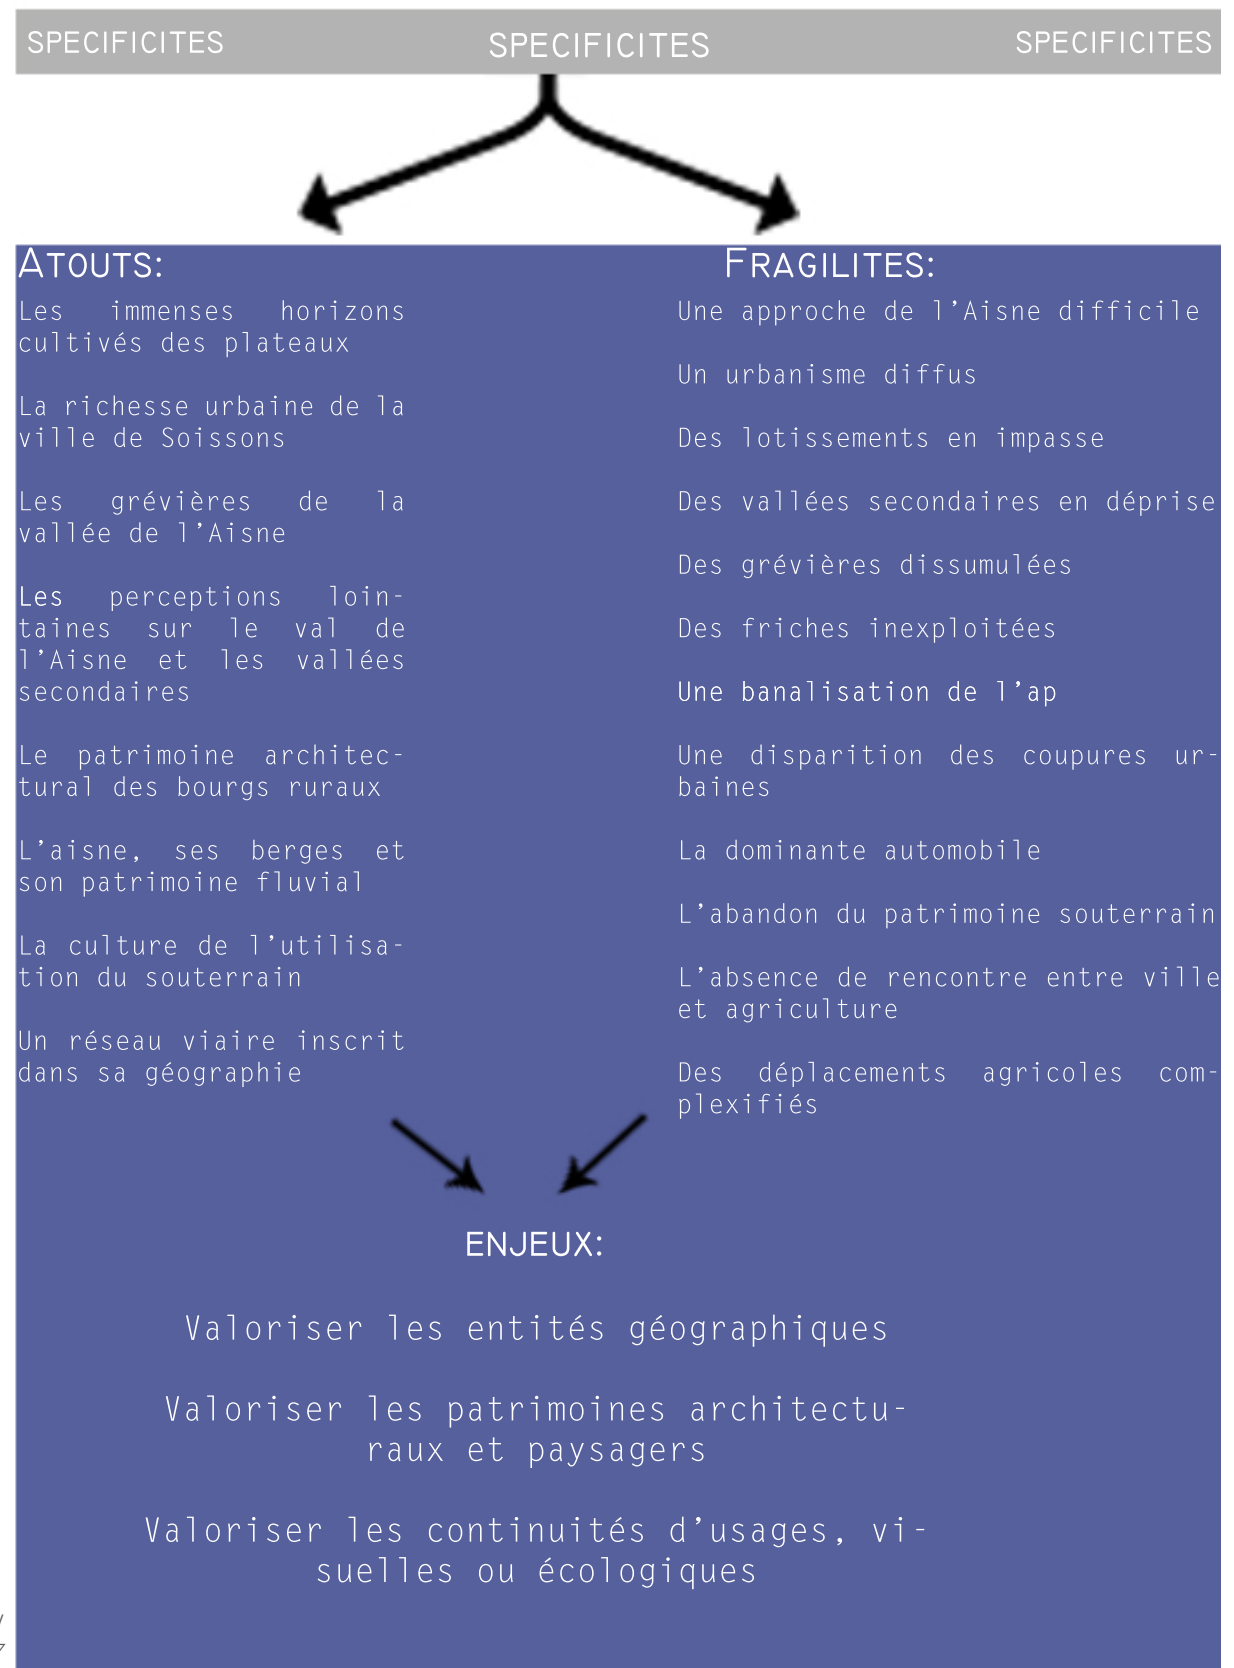 SPECIFICITES
SPECIFICITES
SPECIFICITES
ATOUTS:
Les immenses horizons
cultivés des plateaux
La richesse urbaine de la
ville de Soissons
Les grévières de la
vallée de l'Aisne
Les perceptions loin-
taines sur le val de
l'Aisne et les vallées
secondaires
Le patrimoine architec-
tural des bourgs ruraux
L'aisne, ses berges et
son patrimoine fluvial
La culture de l'utilisa-
tion du souterrain
Un réseau viaire inscrit
dans sa géographie
FRAGILITES:
Une approche de l'Aisne difficile
Un urbanisme diffus
Des lotissements en impasse
Des vallées secondaires en déprise
Des grévières dissumulées
Des friches inexploitées
Une banalisation de l'ap
Une disparition des coupures ur-
baines
La dominante automobile
L'abandon du patrimoine souterrain
L'absence de rencontre entre ville
et agriculture
Des déplacements agricoles com-
plexifiés
ENJEUX:
Valoriser les entités géographiques
Valoriser les patrimoines architectu-
raux et paysagers
Valoriser les continuités d'usages, vi-
suelles ou écologiques